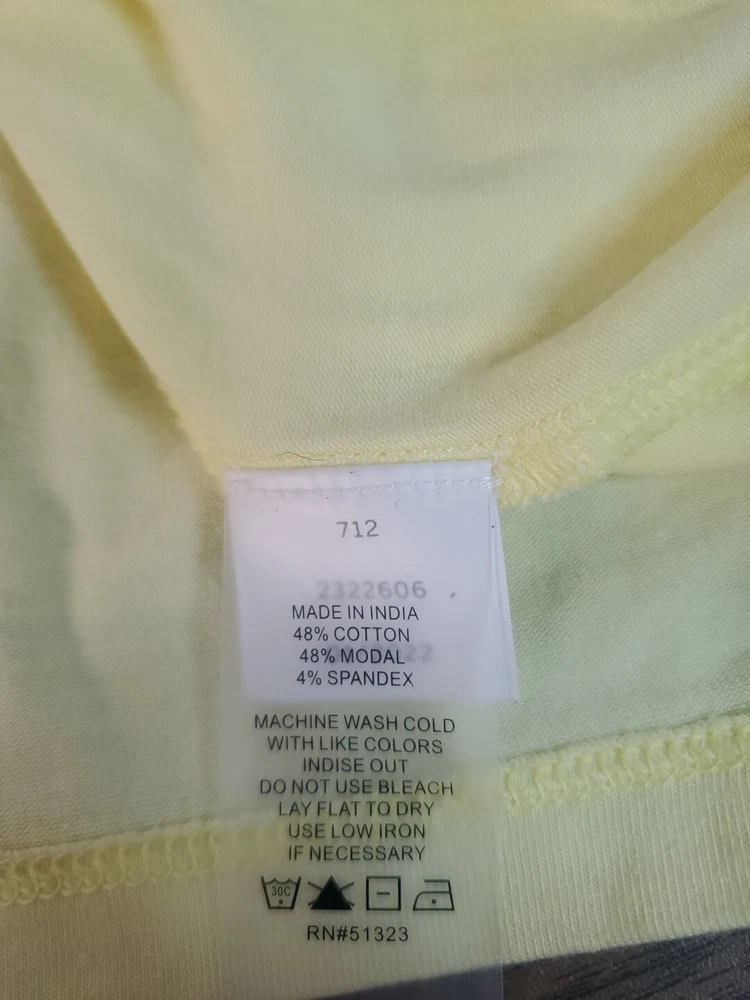 712
2322606
MADE IN INDIA
48% COTTON
48% MODAL
4% SPANDEX
MACHINE WASH COLD
WITH LIKE COLORS
INDISE OUT
DO NOT USE BLEACH
LAY FLAT TO DRY
USE LOW IRON
IF NECESSARY
30C
RN#51323